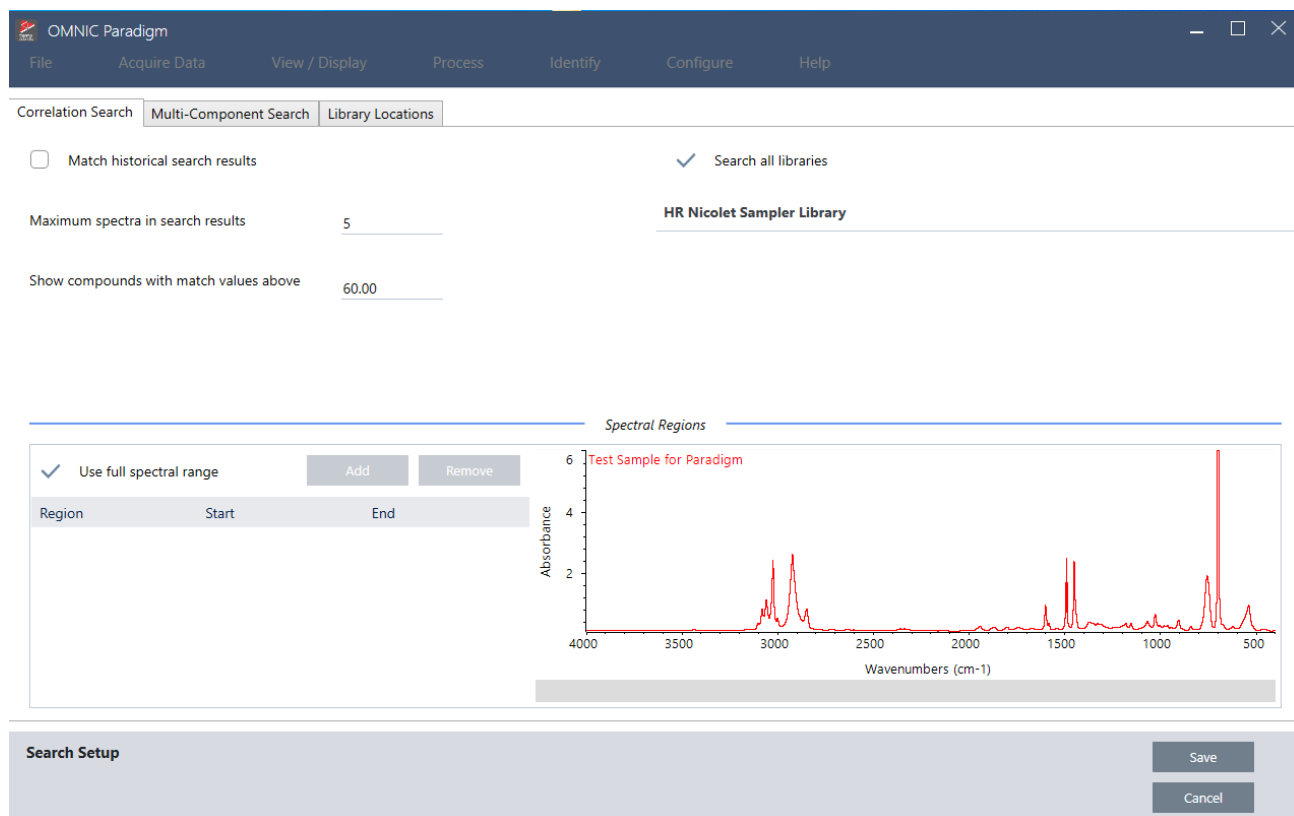 OMNIC Paradigm
File Acquire Data View / Display Process Identify Configure Help
Correlation Search Multi-Component Search Library Locations
Match historical search results
Search all libraries
Maximum spectra in search results 5
HR Nicolet Sampler Library
Show compounds with match values above 60.00
Spectral Regions
Use full spectral range Add Remove
Region Start End
Test Sample for Paradigm
6
4
2
Absorbance
4000 3500 3000 2500 2000 1500 1000 500
Wavenumbers (cm-1)
Search Setup
Save
Cancel